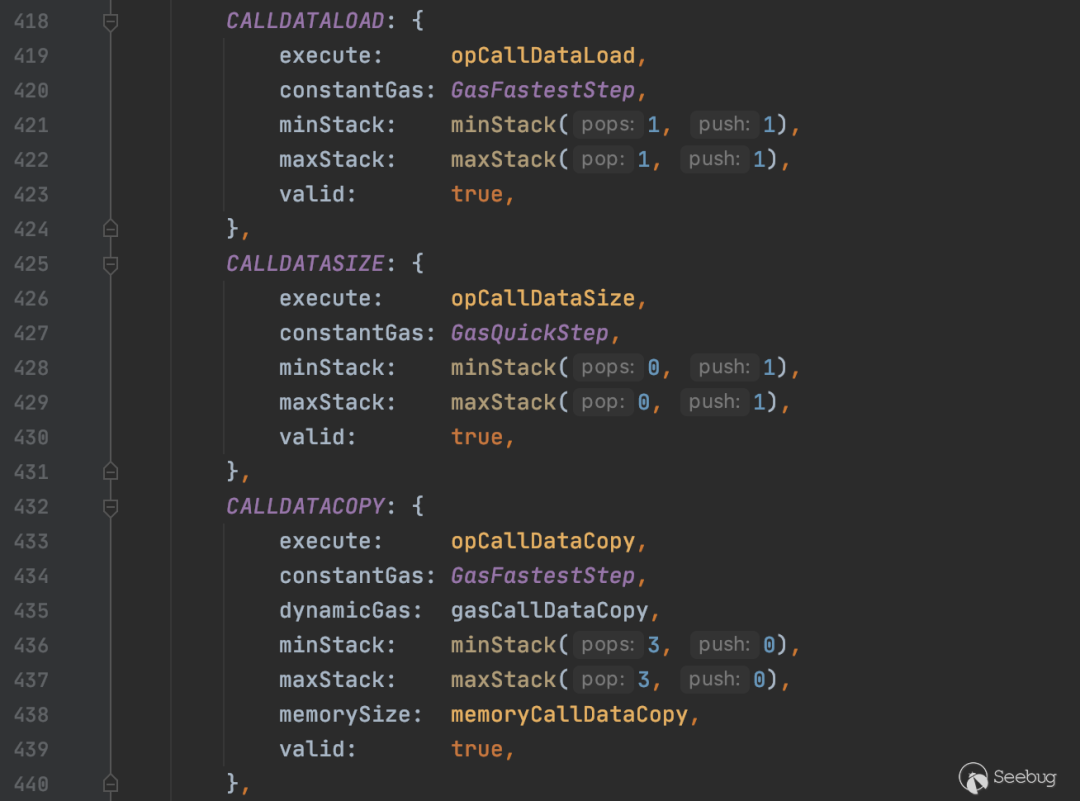 418 CALLDATALOAD: {
419 execute: opCallDataLoad,
420 constantGas: GasFastestStep,
421 minStack: minStack( pops: 1, push: 1),
422 maxStack: maxStack( pop: 1, push: 1),
423 valid: true,
424 },
425 CALLDATASIZE: {
426 execute: opCallDataSize,
427 constantGas: GasQuickStep,
428 minStack: minStack( pops: 0, push: 1),
429 maxStack: maxStack( pop: 0, push: 1),
430 valid: true,
431 },
432 CALLDATACOPY: {
433 execute: opCallDataCopy,
434 constantGas: GasFastestStep,
435 dynamicGas: gasCallDataCopy,
436 minStack: minStack( pops: 3, push: 0),
437 maxStack: maxStack( pop: 3, push: 0),
438 memorySize: memoryCallDataCopy,
439 valid: true,
440 },
Seebug